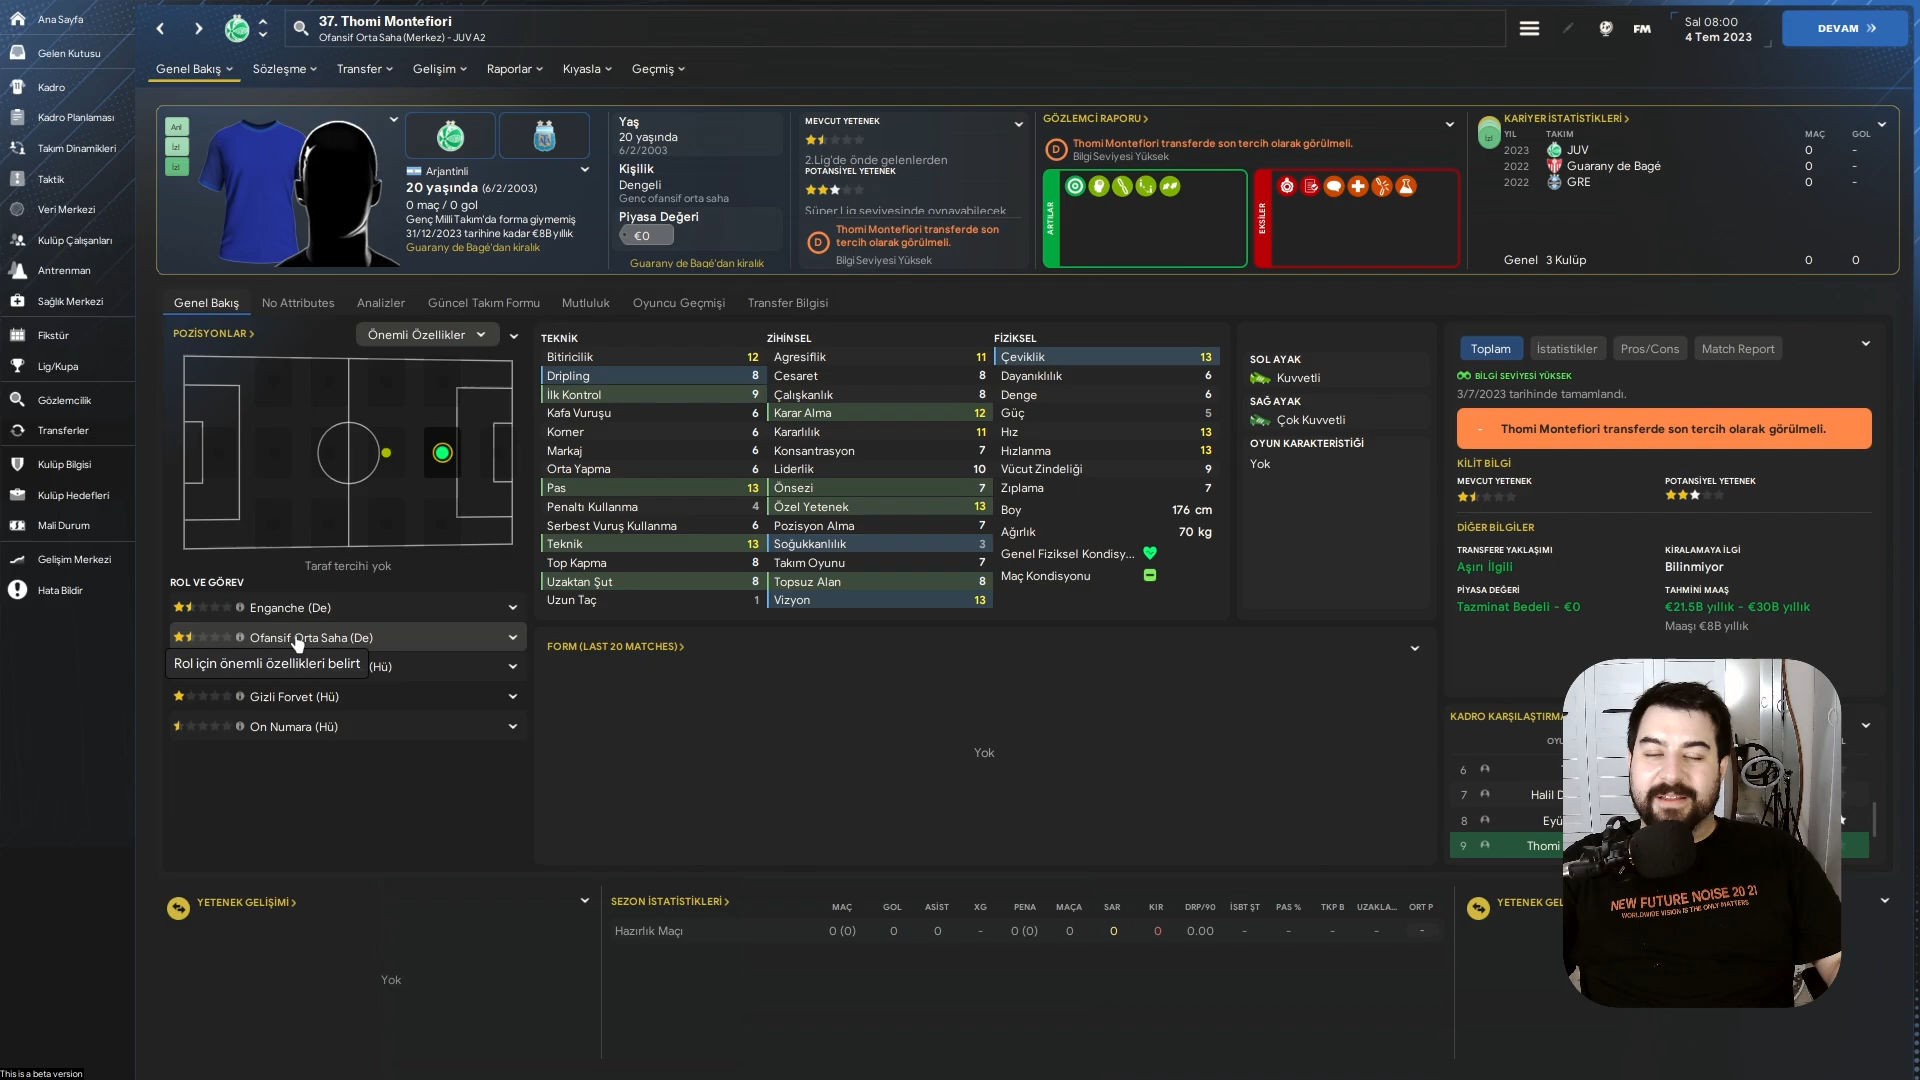 Ana Sayfa
Gelen Kutusu
Kadro
Kadro Planlaması
Takım Dinamikleri
Taktik
Veri Merkezi
Kulüp Çalışanları
Antrenman
Sağlık Merkezi
Fikstür
Lig/Kupa
Gözlemcilik
Transferler
Kulüp Bilgisi
Kulüp Hedefleri
Mali Durum
Gelişim Merkezi
Hata Bildir
This is a beta version
37. Thomi Montefiori
Ofansif Orta Saha (Merkez) - JUV A2
FM
Sal 08:00
4 Tem 2023
DEVAM
Genel Bakış
Sözleşme
Transfer
Gelişim
Raporlar
Kıyasla
Geçmiş
Arjantinli
20 yaşında (6/2/2003)
0 maç / 0 gol
Genç Milli Takım'da forma giymemiş
31/12/2023 tarihine kadar €8B yıllık
Guarany de Bagé'dan kiralık
Yaş
20 yaşında
6/2/2003
Kişilik
Dengeli
Genç ofansif orta saha
Piyasa Değeri
€0
Guarany de Bagé'dan kiralık
MEVCUT YETENEK
2.Lig'de önde gelenlerden
POTANSİYEL YETENEK
Süper Lig seviyesinde oynayabilecek
D
Thomi Montefiori transferde son
tercih olarak görülmeli.
Bilgi Seviyesi Yüksek
GÖZLEMCİ RAPORU
D
Thomi Montefiori transferde son tercih olarak görülmeli.
Bilgi Seviyesi Yüksek
ARTILAR
EKSİLER
KARİYER İSTATİSTİKLERİ
YIL TAKIM MAÇ GOL
2023 JUV 0 -
2022 Guarany de Bagé 0 -
2022 GRE 0 -
Genel 3 Kulüp 0 0
Genel Bakış
No Attributes
Analizler
Güncel Takım Formu
Mutluluk
Oyuncu Geçmişi
Transfer Bilgisi
POZİSYONLAR
Önemli Özellikler
Taraf tercihi yok
ROL VE GÖREV
Enganche (De)
Ofansif Orta Saha (De)
Rol için önemli özellikleri belirt
(Hü)
Gizli Forvet (Hü)
On Numara (Hü)
TEKNİK
Bitiricilik 12
Dripling 8
İlk Kontrol 9
Kafa Vuruşu 6
Korner 6
Markaj 6
Orta Yapma 6
Pas 13
Penaltı Kullanma 4
Serbest Vuruş Kullanma 6
Teknik 13
Top Kapma 8
Uzaktan Şut 8
Uzun Taç 1
ZİHİNSEL
Agresiflik 11
Cesaret 8
Çalışkanlık 8
Karar Alma 12
Kararlılık 11
Konsantrasyon 7
Liderlik 10
Önsezi 7
Özel Yetenek 13
Pozisyon Alma 7
Soğukkanlılık 3
Takım Oyunu 7
Topsuz Alan 8
Vizyon 13
FİZİKSEL
Çeviklik 13
Dayanıklılık 6
Denge 6
Güç 5
Hız 13
Hızlanma 13
Vücut Zindeliği 9
Zıplama 7
Boy 176 cm
Ağırlık 70 kg
Genel Fiziksel Kondisy...
Maç Kondisyonu
SOL AYAK
Kuvvetli
SAĞ AYAK
Çok Kuvvetli
OYUN KARAKTERİSTİĞİ
Yok
Toplam
İstatistikler
Pros/Cons
Match Report
BİLGİ SEVİYESİ YÜKSEK
3/7/2023 tarihinde tamamlandı.
- Thomi Montefiori transferde son tercih olarak görülmeli.
KİLİT BİLGİ
MEVCUT YETENEK
POTANSİYEL YETENEK
DİĞER BİLGİLER
TRANSFERE YAKLAŞIMI
Aşırı İlgili
KİRALAMAYA İLGİ
Bilinmiyor
PİYASA DEĞERİ
Tazminat Bedeli - €0
TAHMİNİ MAAŞ
€21.5B yıllık - €30B yıllık
Maaşı €8B yıllık
FORM (LAST 20 MATCHES)
Yok
KADRO KARŞILAŞTIRMA
6
7 Halil D
8 Eyü
9 Thomi
NEW FUTURE NOISE 20 21
WORLDWIDE VISION IS THE ONLY MATTERS
YETENEK GELİŞİMİ
Yok
SEZON İSTATİSTİKLERİ
MAÇ GOL ASİST XG PENA MAÇA SAR KIR DRP/90 İSBT ŞT PAS % TKP B UZAKLA... ORT P
Hazırlık Maçı 0 (0) 0 0 - 0 (0) 0 0 0 0.00 - - - - -
YETENEK GEL